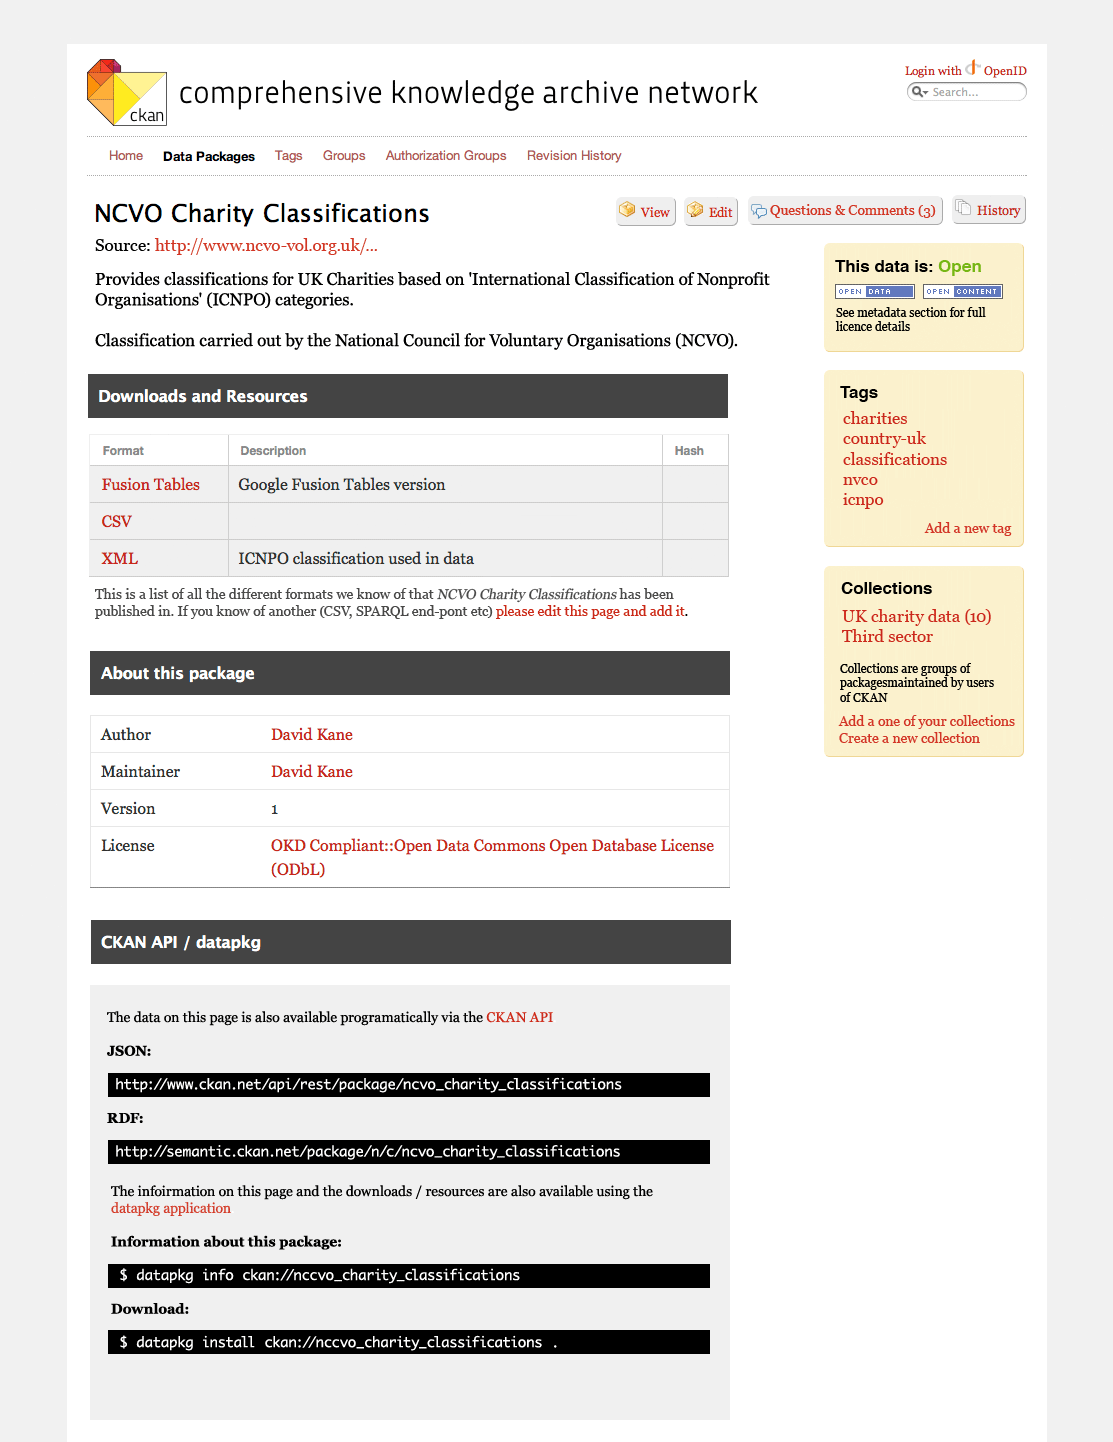 ckan
comprehensive knowledge archive network
Login with OpenID
Search...
Home Data Packages Tags Groups Authorization Groups Revision History
NCVO Charity Classifications
View Edit Questions & Comments (3) History
Source: http://www.ncvo-vol.org.uk/...
Provides classifications for UK Charities based on 'International Classification of Nonprofit
Organisations' (ICNPO) categories.
Classification carried out by the National Council for Voluntary Organisations (NCVO).
This data is: Open
OPEN DATA OPEN CONTENT
See metadata section for full
licence details
Tags
charities
country-uk
classifications
nvco
icnpo
Add a new tag
Collections
UK charity data (10)
Third sector
Collections are groups of
packagesmaintained by users
of CKAN
Add a one of your collections
Create a new collection
Downloads and Resources
Format Description Hash
Fusion Tables Google Fusion Tables version
CSV
XML ICNPO classification used in data
This is a list of all the different formats we know of that NCVO Charity Classifications has been
published in. If you know of another (CSV, SPARQL end-pont etc) please edit this page and add it.
About this package
Author David Kane
Maintainer David Kane
Version 1
License OKD Compliant::Open Data Commons Open Database License
(ODbL)
CKAN API / datapkg
The data on this page is also available programatically via the CKAN API
JSON:
http://www.ckan.net/api/rest/package/ncvo_charity_classifications
RDF:
http://semantic.ckan.net/package/n/c/ncvo_charity_classifications
The infoirmation on this page and the downloads / resources are also available using the
datapkg application
Information about this package:
$ datapkg info ckan://nccvo_charity_classifications
Download:
$ datapkg install ckan://nccvo_charity_classifications .